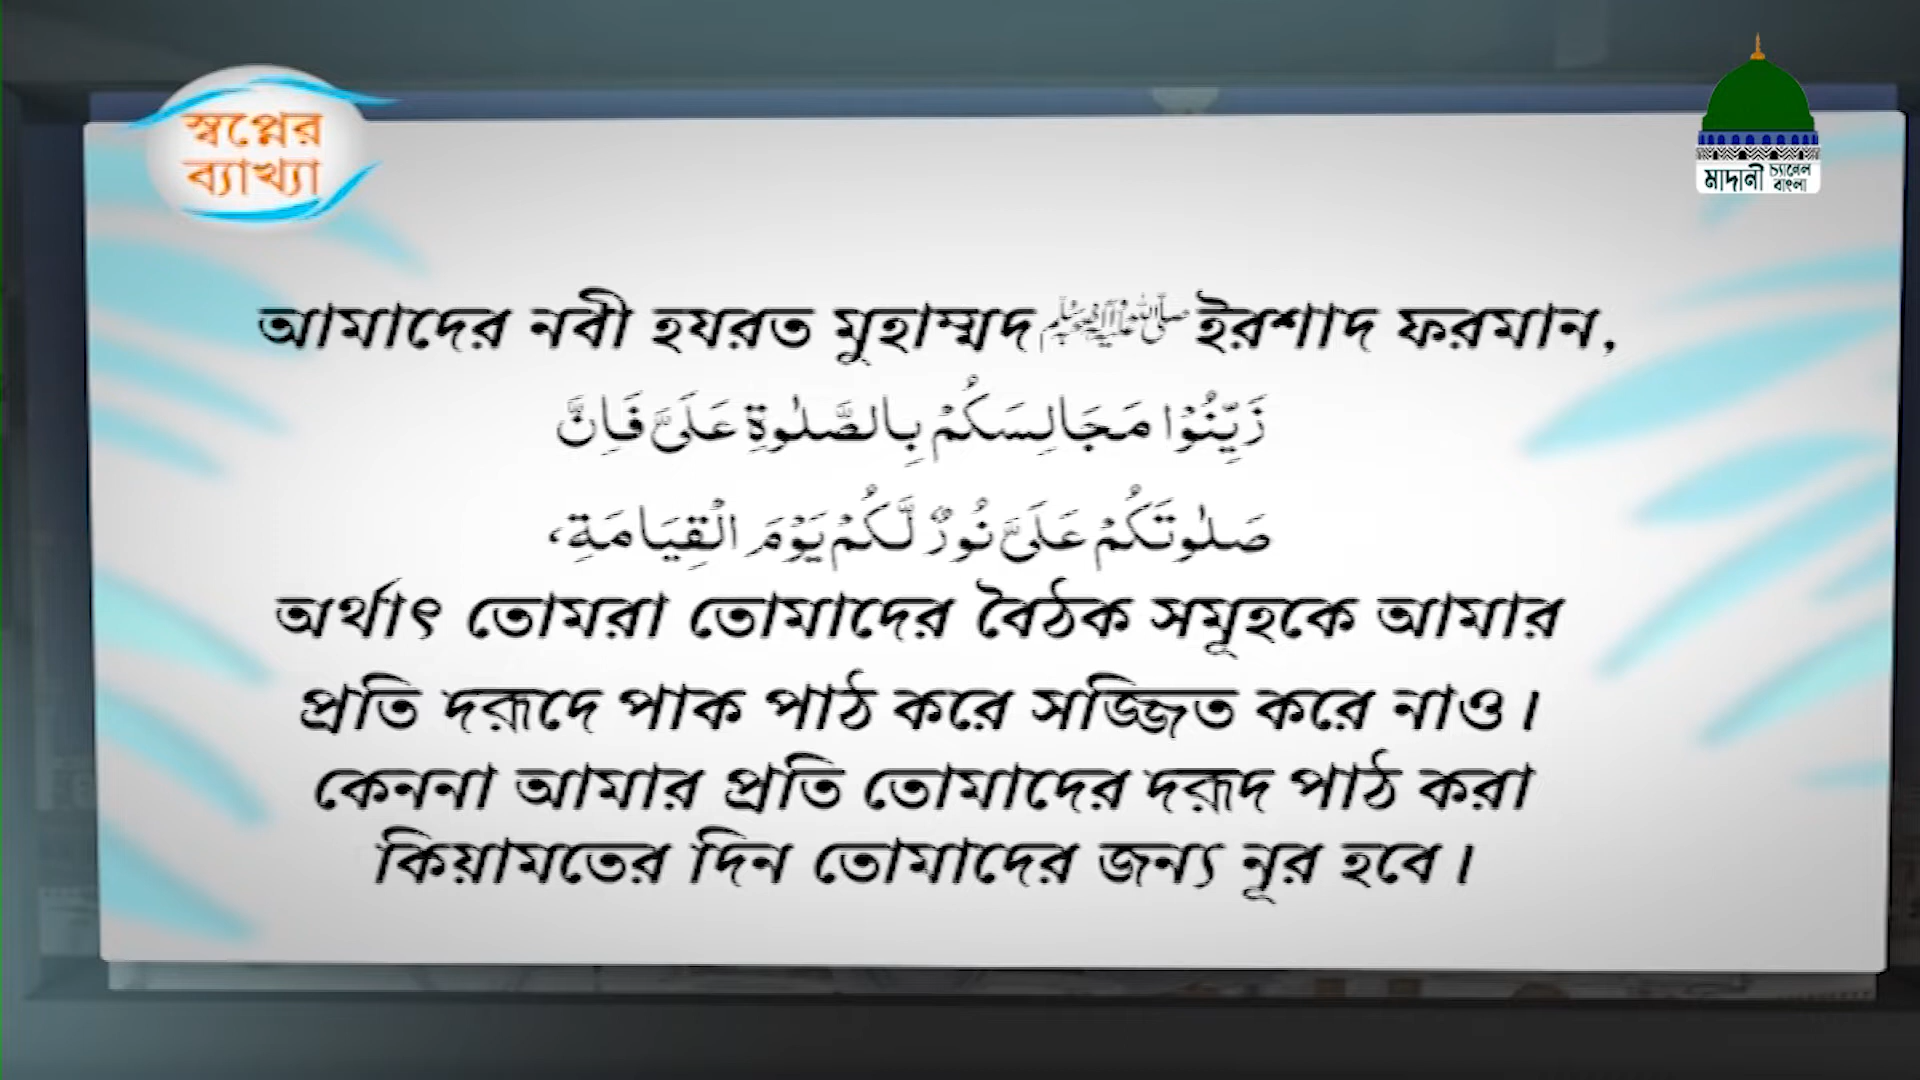 স্বপ্নের
ব্যাখ্যা
মাদানী চ্যানেল বাংলা
আমাদের নবী হযরত মুহাম্মদ ﷺ ইরশাদ ফরমান,
زَيِّنُوْا مَجَالِسَكُمْ بِالصَّلٰوةِ عَلَىَّ فَاِنَّ
صَلٰوتَكُمْ عَلَىَّ نُوْرٌ لَّكُمْ يَوْمَ الْقِيَامَةِ،
অর্থাৎ তোমরা তোমাদের বৈঠক সমূহকে আমার
প্রতি দরূদে পাক পাঠ করে সজ্জিত করে নাও।
কেননা আমার প্রতি তোমাদের দরূদ পাঠ করা
কিয়ামতের দিন তোমাদের জন্য নূর হবে।